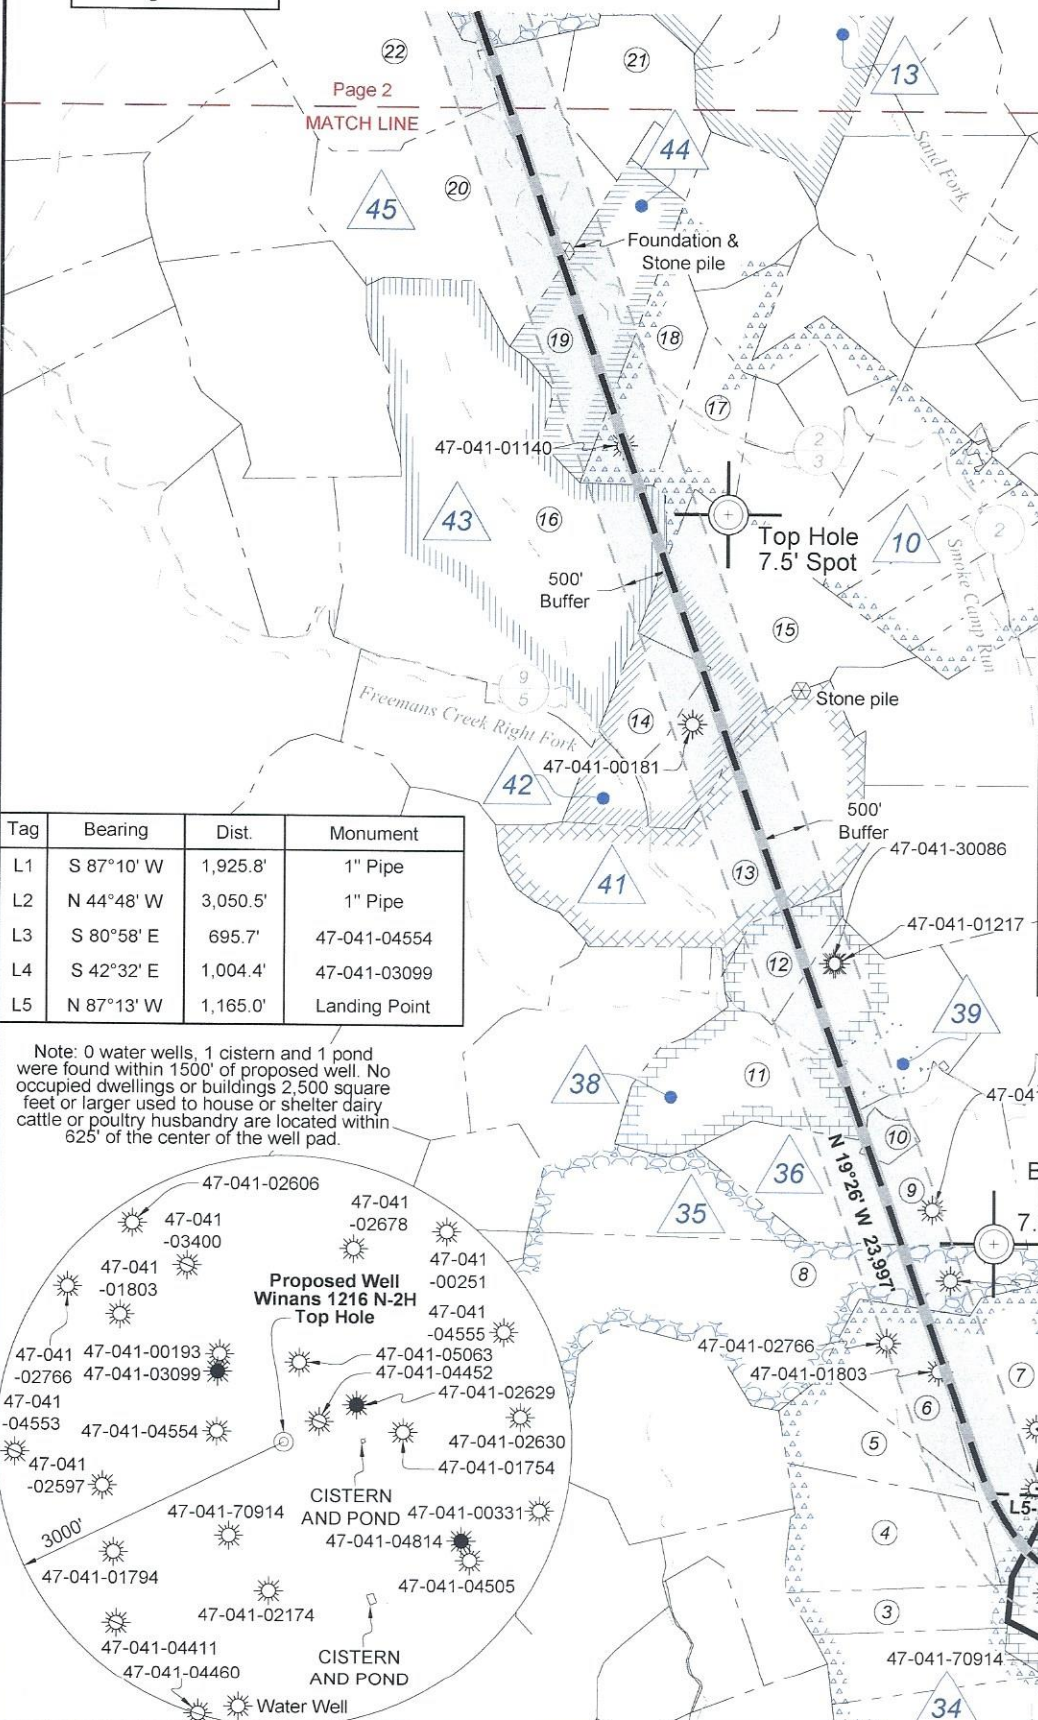 22
21
13
Page 2
MATCH LINE
44
Sand Fork
20
45
Foundation &
Stone pile
19
18
17
47-041-01140
2
3
43
16
Top Hole
7.5' Spot
10
2
Smoke Camp Run
500'
Buffer
15
9
5
Stone pile
Freemans Creek Right Fork
14
47-041-00181
42
500'
Buffer
47-041-30086
13
41
47-041-01217
12
39
38
11
47-04
10
N 19°26' W 23,997'
36
9
35
7.
8
47-041-02766
47-041-01803
7
6
5
L5-
4
3
47-041-70914
34
Tag Bearing Dist. Monument
L1 S 87°10' W 1,925.8' 1" Pipe
L2 N 44°48' W 3,050.5' 1" Pipe
L3 S 80°58' E 695.7' 47-041-04554
L4 S 42°32' E 1,004.4' 47-041-03099
L5 N 87°13' W 1,165.0' Landing Point
Note: 0 water wells, 1 cistern and 1 pond
were found within 1500' of proposed well. No
occupied dwellings or buildings 2,500 square
feet or larger used to house or shelter dairy
cattle or poultry husbandry are located within
625' of the center of the well pad.
47-041-02606
47-041
-03400
47-041
-02678
47-041
-01803
47-041
-00251
Proposed Well
Winans 1216 N-2H
Top Hole
47-041
-04555
47-041
-02766
47-041-00193
47-041-03099
47-041-05063
47-041-04452
47-041-02629
47-041
-04553
47-041-04554
47-041-02630
47-041
-02597
47-041-01754
CISTERN
AND POND
47-041-70914
47-041-00331
47-041-04814
3000'
47-041-01794
47-041-04505
47-041-02174
47-041-04411
CISTERN
AND POND
47-041-04460
Water Well